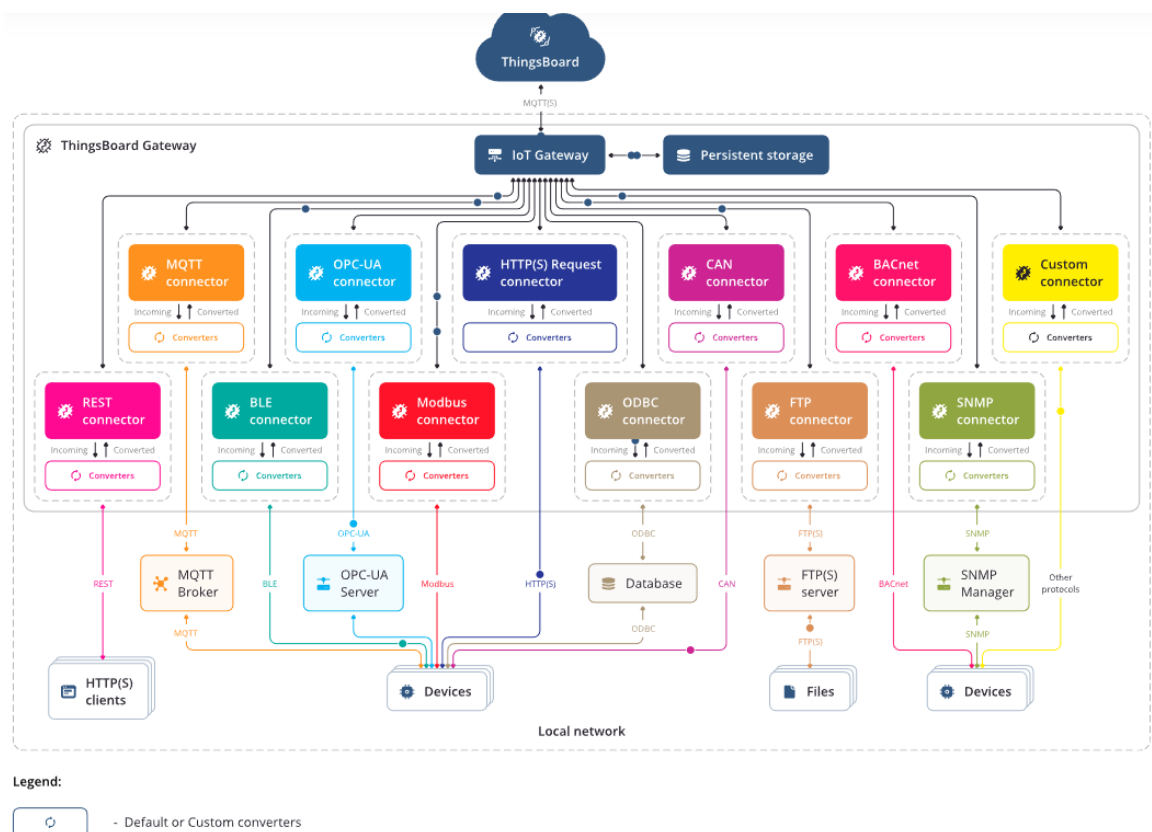 ThingsBoard
MQTT(S)
ThingsBoard Gateway
IoT Gateway
Persistent storage
MQTT
connector
Incoming
Converted
Converters
OPC-UA
connector
Incoming
Converted
Converters
HTTP(S) Request
connector
Incoming
Converted
Converters
CAN
connector
Incoming
Converted
Converters
BACnet
connector
Incoming
Converted
Converters
Custom
connector
Incoming
Converted
Converters
REST
connector
Incoming
Converted
Converters
BLE
connector
Incoming
Converted
Converters
Modbus
connector
Incoming
Converted
Converters
ODBC
connector
Incoming
Converted
Converters
FTP
connector
Incoming
Converted
Converters
SNMP
connector
Incoming
Converted
Converters
MQTT
OPC-UA
ODBC
FTP(S)
SNMP
REST
MQTT
Broker
BLE
OPC-UA
Server
Modbus
HTTP(S)
Database
CAN
FTP(S)
server
BACnet
SNMP
Manager
Other
protocols
MQTT
ODBC
FTP(S)
SNMP
HTTP(S)
clients
Devices
Files
Devices
Local network
Legend:
- Default or Custom converters